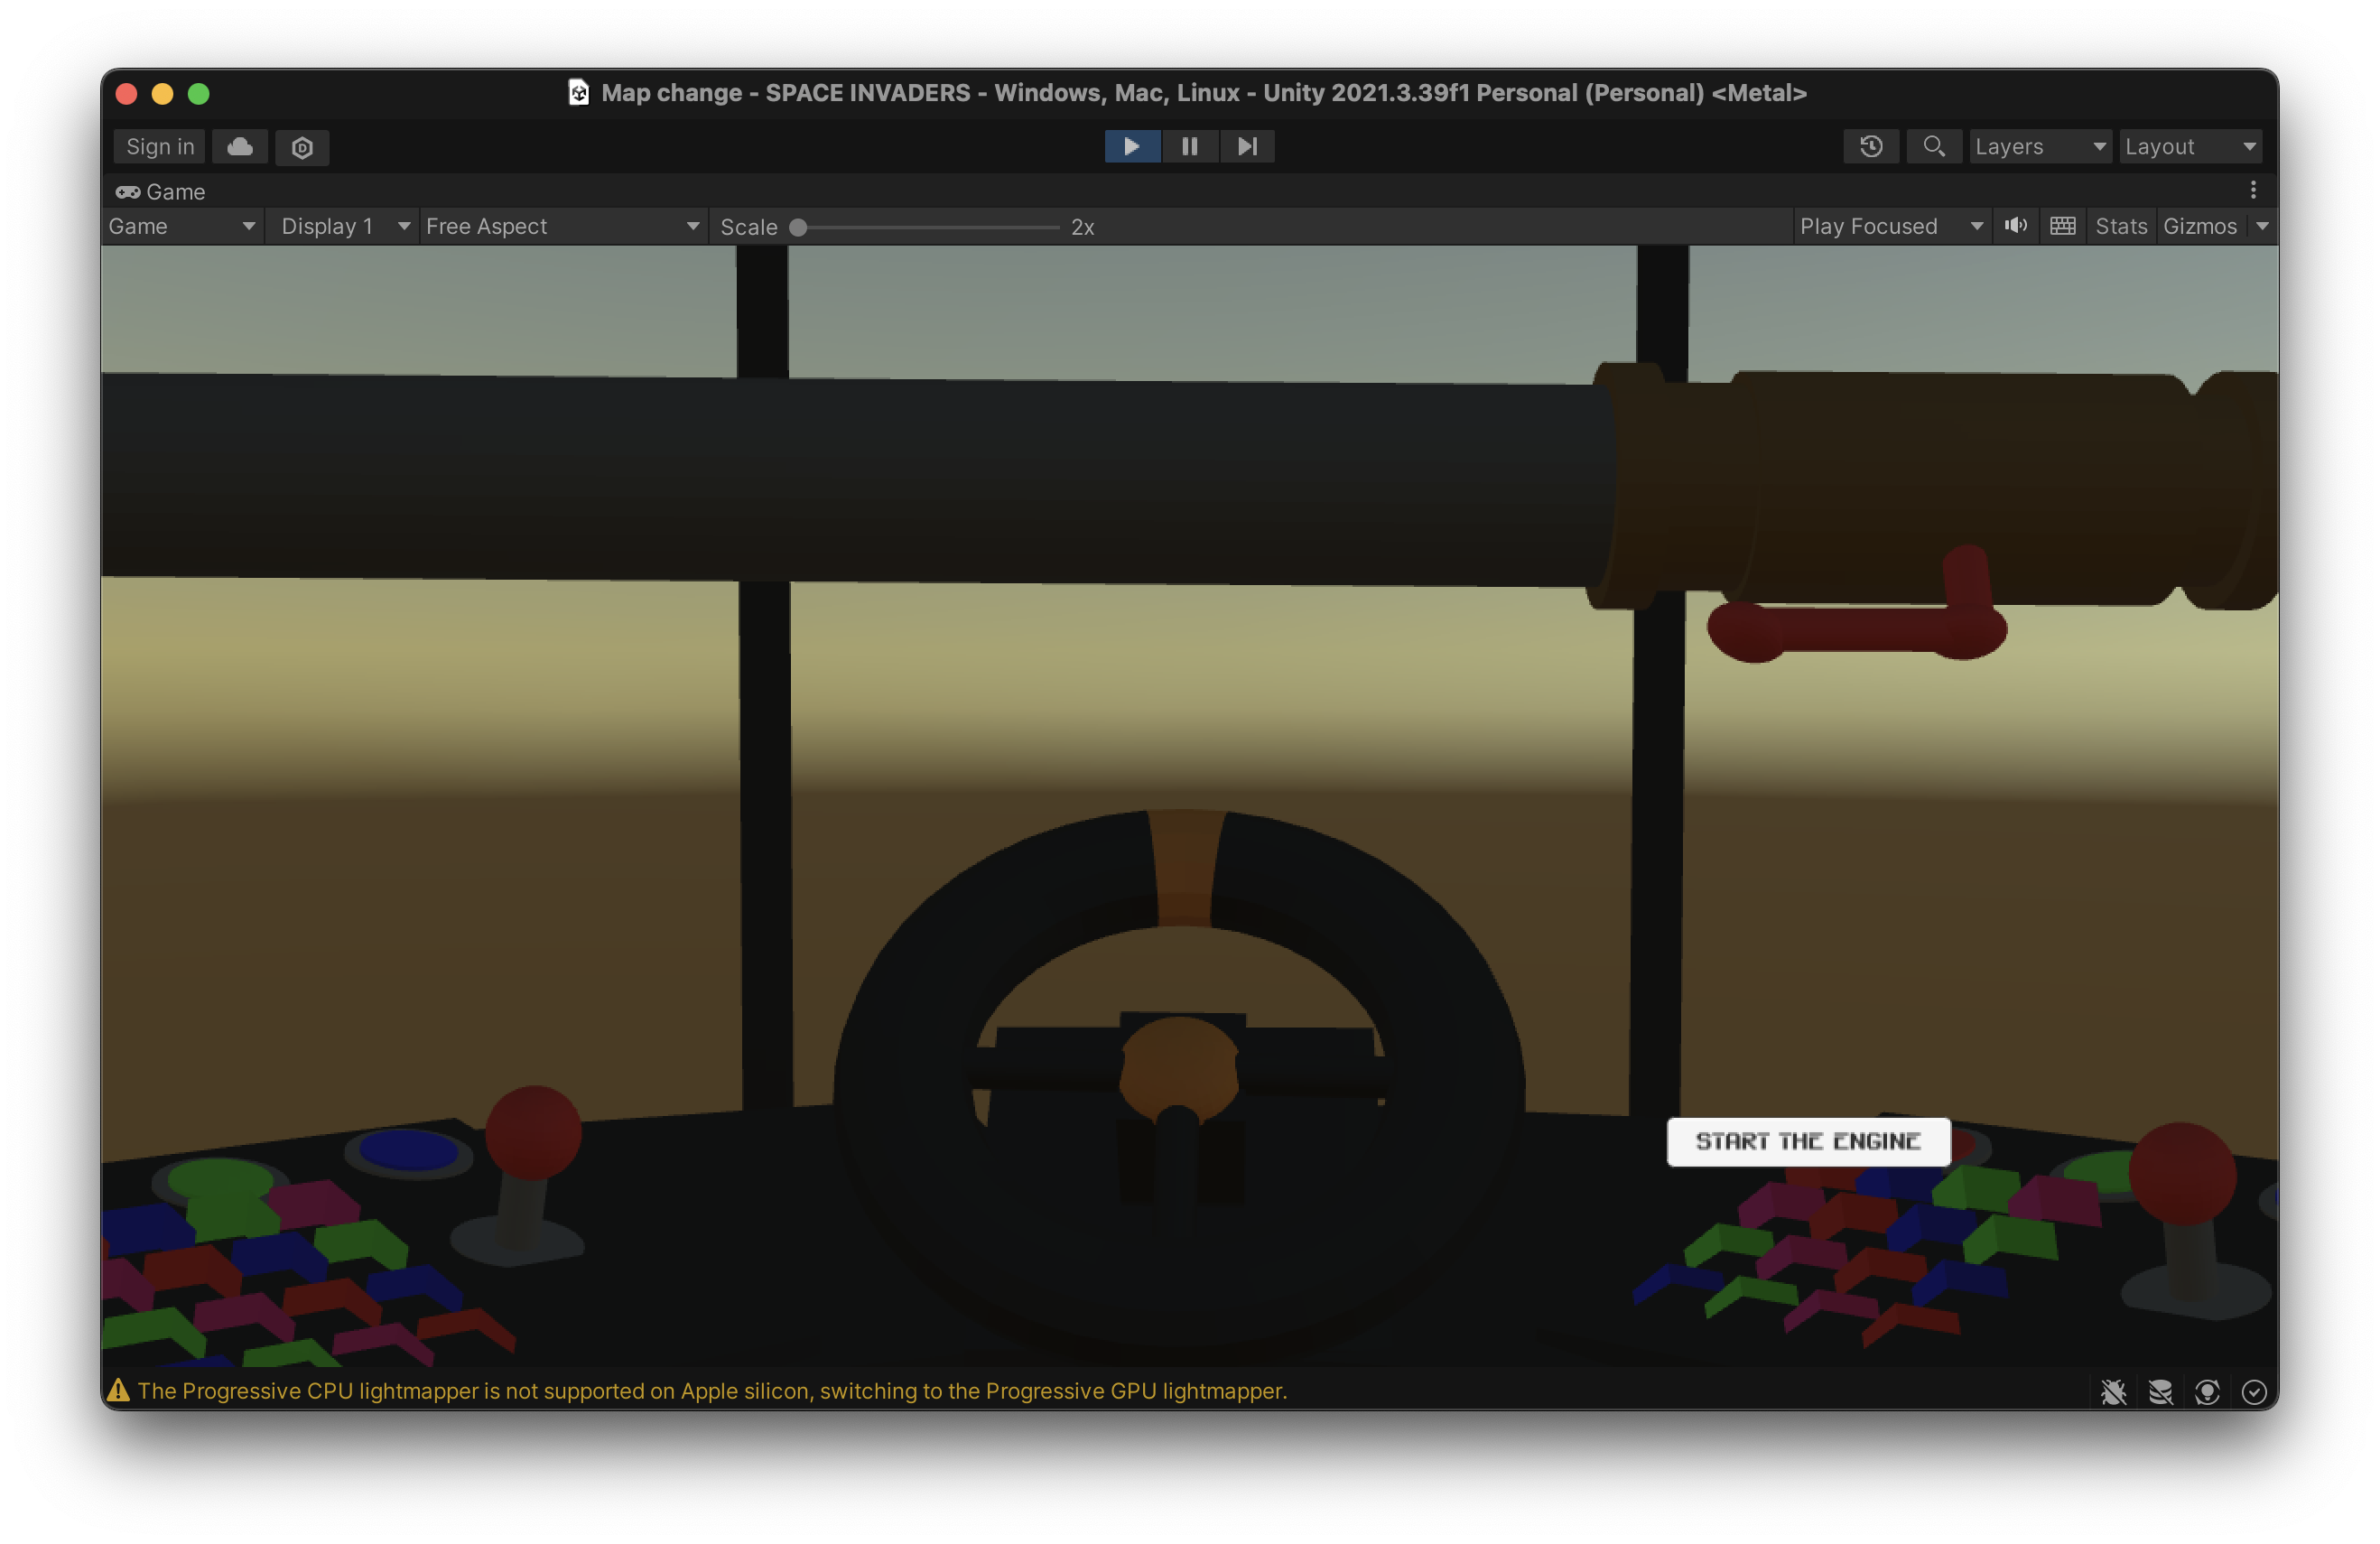 Map change - SPACE INVADERS - Windows, Mac, Linux - Unity 2021.3.39f1 Personal (Personal) <Metal>
Sign in
Layers
Layout
Game
Game
Display 1
Free Aspect
Scale
2x
Play Focused
Stats
Gizmos
START THE ENGINE
The Progressive CPU lightmapper is not supported on Apple silicon, switching to the Progressive GPU lightmapper.